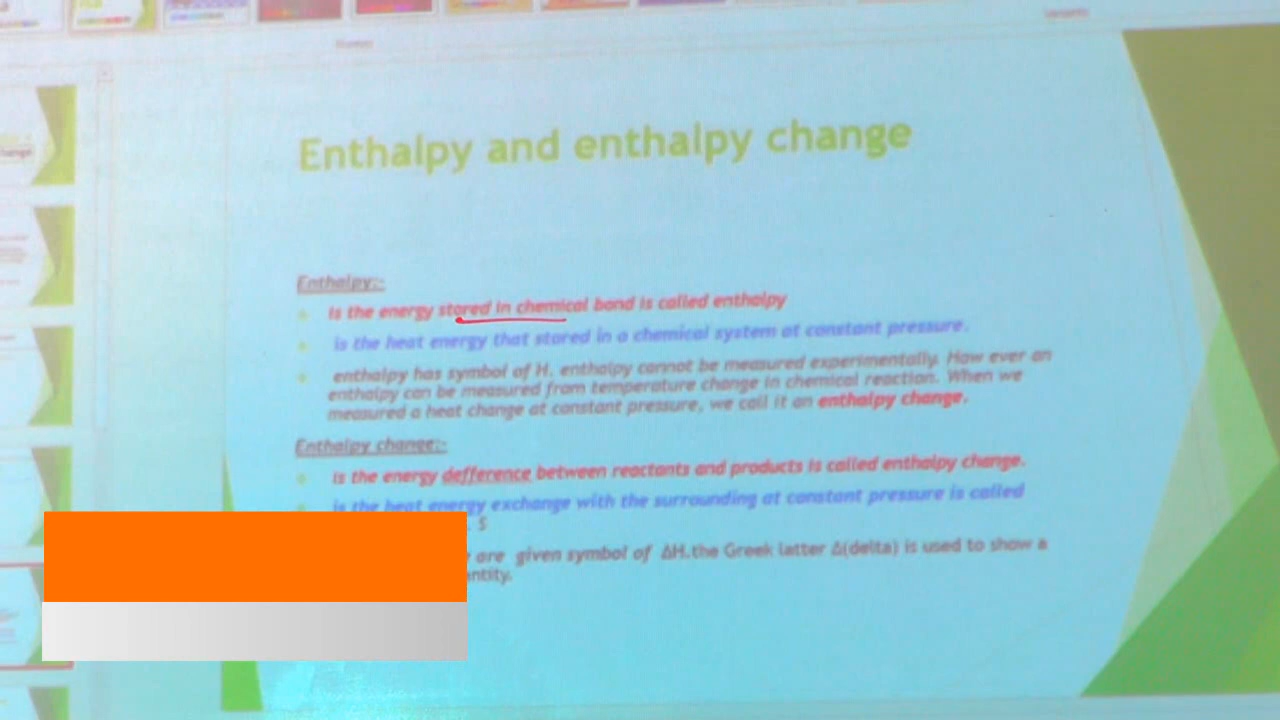 Enthalpy and enthalpy change
Enthalpy:-
is the energy stored in chemical bond is called enthalpy
is the heat energy that stored in a chemical system at constant pressure.
enthalpy has symbol of H. enthalpy cannot be measured experimentally. How ever an
enthalpy can be measured from temperature change in chemical reaction. When we
measured a heat change at constant pressure, we call it an enthalpy change.
Enthalpy change:-
is the energy defference between reactants and products is called enthalpy change.
is the heat energy exchange with the surrounding at constant pressure is called
are given symbol of ΔH.the Greek latter Δ(delta) is used to show a